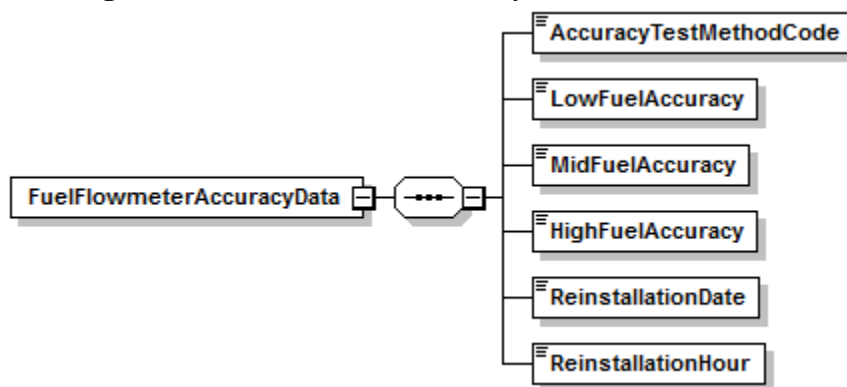 AccuracyTestMethodCode
LowFuelAccuracy
MidFuelAccuracy
FuelFlowmeterAccuracyData
HighFuelAccuracy
ReinstallationDate
ReinstallationHour